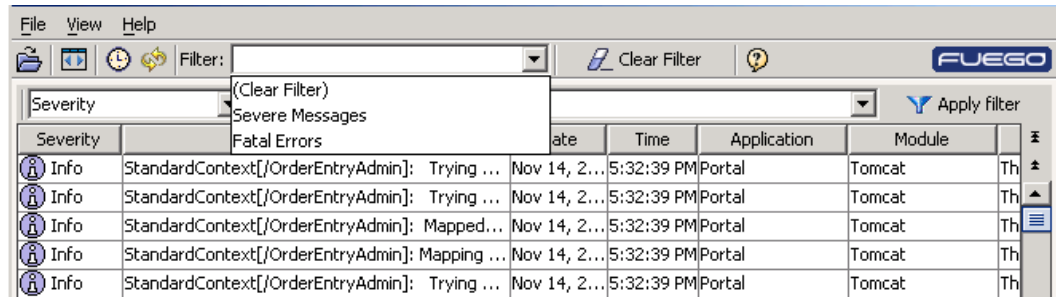 File View Help
Filter: Clear Filter FUEGO
(Clear Filter)
Severe Messages
Fatal Errors
Severity Apply filter
Severity ate Time Application Module
Info StandardContext[/OrderEntryAdmin]: Trying ... Nov 14, 2... 5:32:39 PM Portal Tomcat Th
Info StandardContext[/OrderEntryAdmin]: Trying ... Nov 14, 2... 5:32:39 PM Portal Tomcat Th
Info StandardContext[/OrderEntryAdmin]: Mapped... Nov 14, 2... 5:32:39 PM Portal Tomcat Th
Info StandardContext[/OrderEntryAdmin]: Mapping ... Nov 14, 2... 5:32:39 PM Portal Tomcat Th
Info StandardContext[/OrderEntryAdmin]: Trying ... Nov 14, 2... 5:32:39 PM Portal Tomcat Th